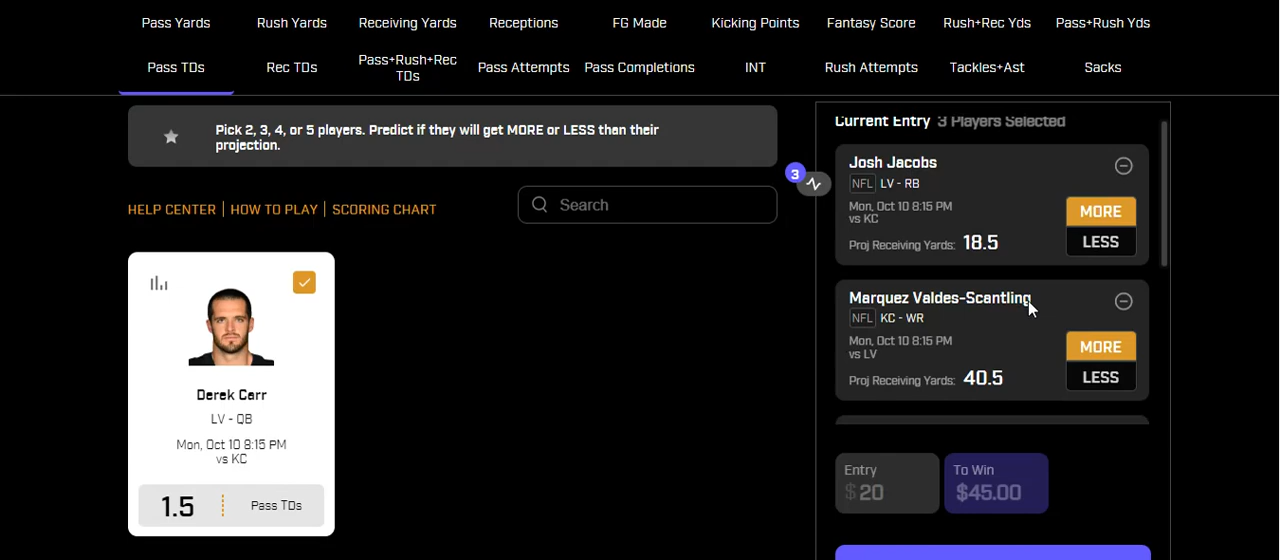 Pass Yards
Rush Yards
Receiving Yards
Receptions
FG Made
Kicking Points
Fantasy Score
Rush+Rec Yds
Pass+Rush Yds
Pass TDs
Rec TDs
Pass+Rush+Rec
TDs
Pass Attempts
Pass Completions
INT
Rush Attempts
Tackles+Ast
Sacks
Pick 2, 3, 4, or 5 players. Predict if they will get MORE or LESS than their
projection.
HELP CENTER | HOW TO PLAY | SCORING CHART
Search
Derek Carr
LV - QB
Mon, Oct 10 8:15 PM
vs KC
1.5
Pass TDs
3
Current Entry 3 Players Selected
Josh Jacobs
NFL LV - RB
Mon, Oct 10 8:15 PM
vs KC
Proj Receiving Yards: 18.5
MORE
LESS
Marquez Valdes-Scantling
NFL KC - WR
Mon, Oct 10 8:15 PM
vs LV
Proj Receiving Yards: 40.5
MORE
LESS
Entry
$ 20
To Win
$45.00